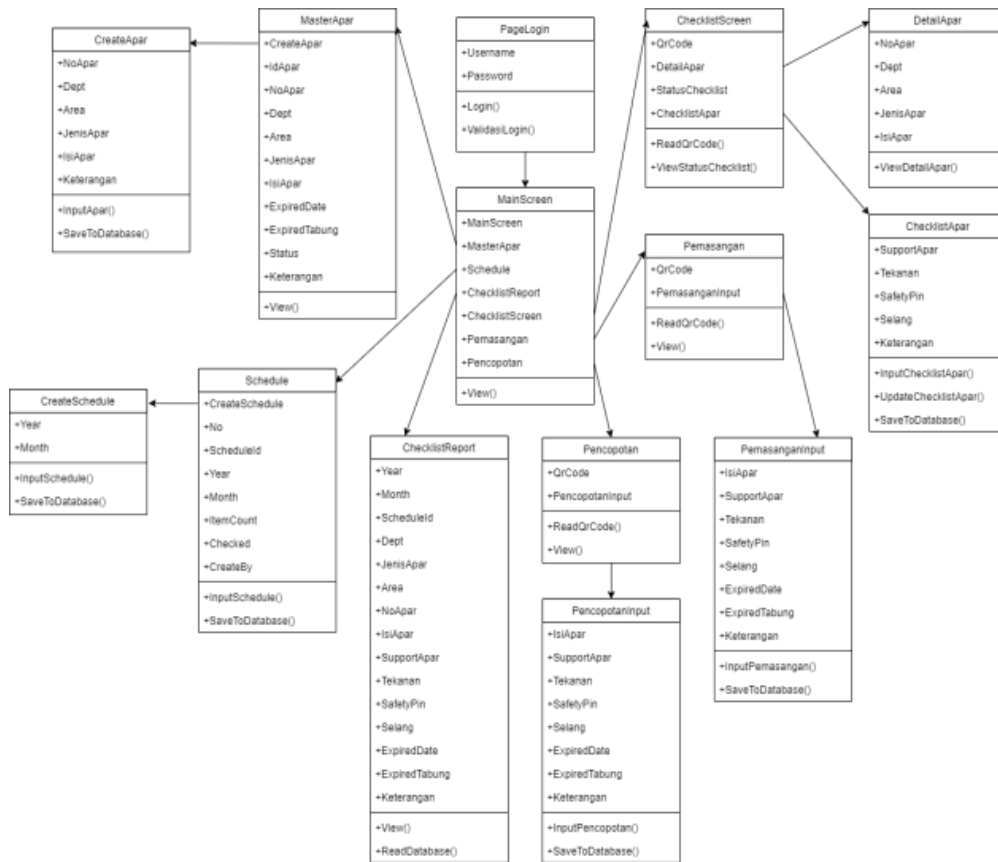 CreateApar
+NoApar
+Dept
+Area
+JenisApar
+IsiApar
+Keterangan
+InputApar()
+SaveToDatabase()
MasterApar
+CreateApar
+IdApar
+NoApar
+Dept
+Area
+JenisApar
+IsiApar
+ExpiredDate
+ExpiredTabung
+Status
+Keterangan
+View()
PageLogin
+Username
+Password
+Login()
+ValidasiLogin()
ChecklistScreen
+QrCode
+DetailApar
+StatusChecklist
+ChecklistApar
+ReadQrCode()
+ViewStatusChecklist()
DetailApar
+NoApar
+Dept
+Area
+JenisApar
+IsiApar
+ViewDetailApar()
MainScreen
+MainScreen
+MasterApar
+Schedule
+ChecklistReport
+ChecklistScreen
+Pemasangan
+Pencopotan
+View()
Pemasangan
+QrCode
+PemasanganInput
+ReadQrCode()
+View()
ChecklistApar
+SupportApar
+Tekanan
+SafetyPin
+Selang
+Keterangan
+InputChecklistApar()
+UpdateChecklistApar()
+SaveToDatabase()
CreateSchedule
+Year
+Month
+InputSchedule()
+SaveToDatabase()
Schedule
+CreateSchedule
+No
+ScheduleId
+Year
+Month
+ItemCount
+Checked
+CreateBy
+InputSchedule()
+SaveToDatabase()
ChecklistReport
+Year
+Month
+ScheduleId
+Dept
+JenisApar
+Area
+NoApar
+IsiApar
+SupportApar
+Tekanan
+SafetyPin
+Selang
+ExpiredDate
+ExpiredTabung
+Keterangan
+View()
+ReadDatabase()
Pencopotan
+QrCode
+PencopotanInput
+ReadQrCode()
+View()
PencopotanInput
+IsiApar
+SupportApar
+Tekanan
+SafetyPin
+Selang
+ExpiredDate
+ExpiredTabung
+Keterangan
+InputPencopotan()
+SaveToDatabase()
PemasanganInput
+IsiApar
+SupportApar
+Tekanan
+SafetyPin
+Selang
+ExpiredDate
+ExpiredTabung
+Keterangan
+InputPemasangan()
+SaveToDatabase()